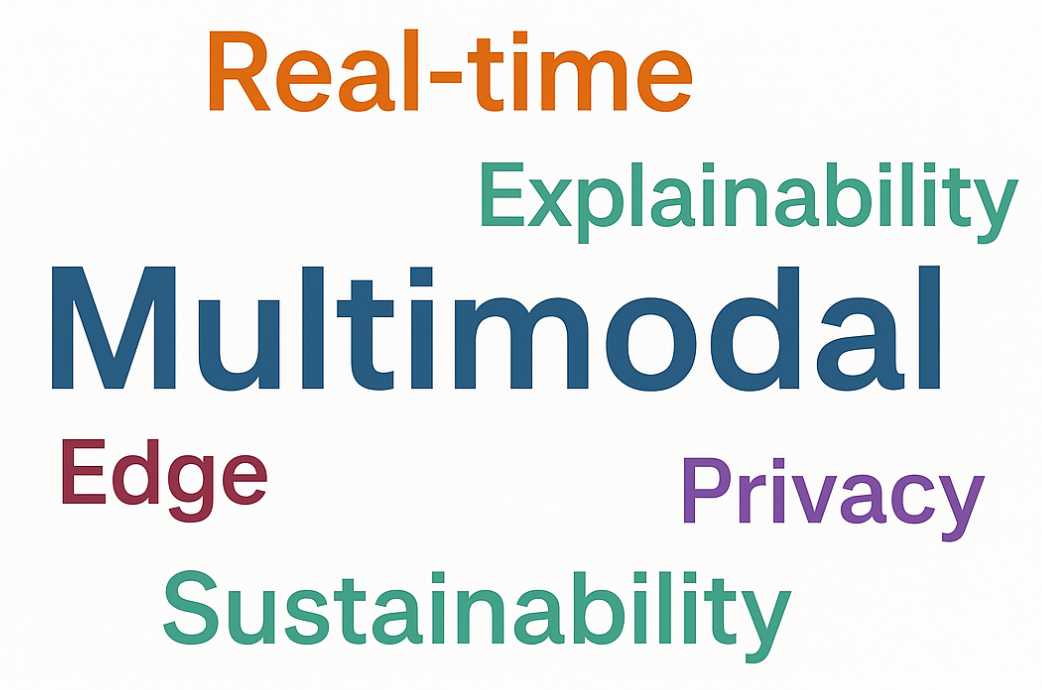 Real-time
Explainability
Multimodal
Edge
Privacy
Sustainability